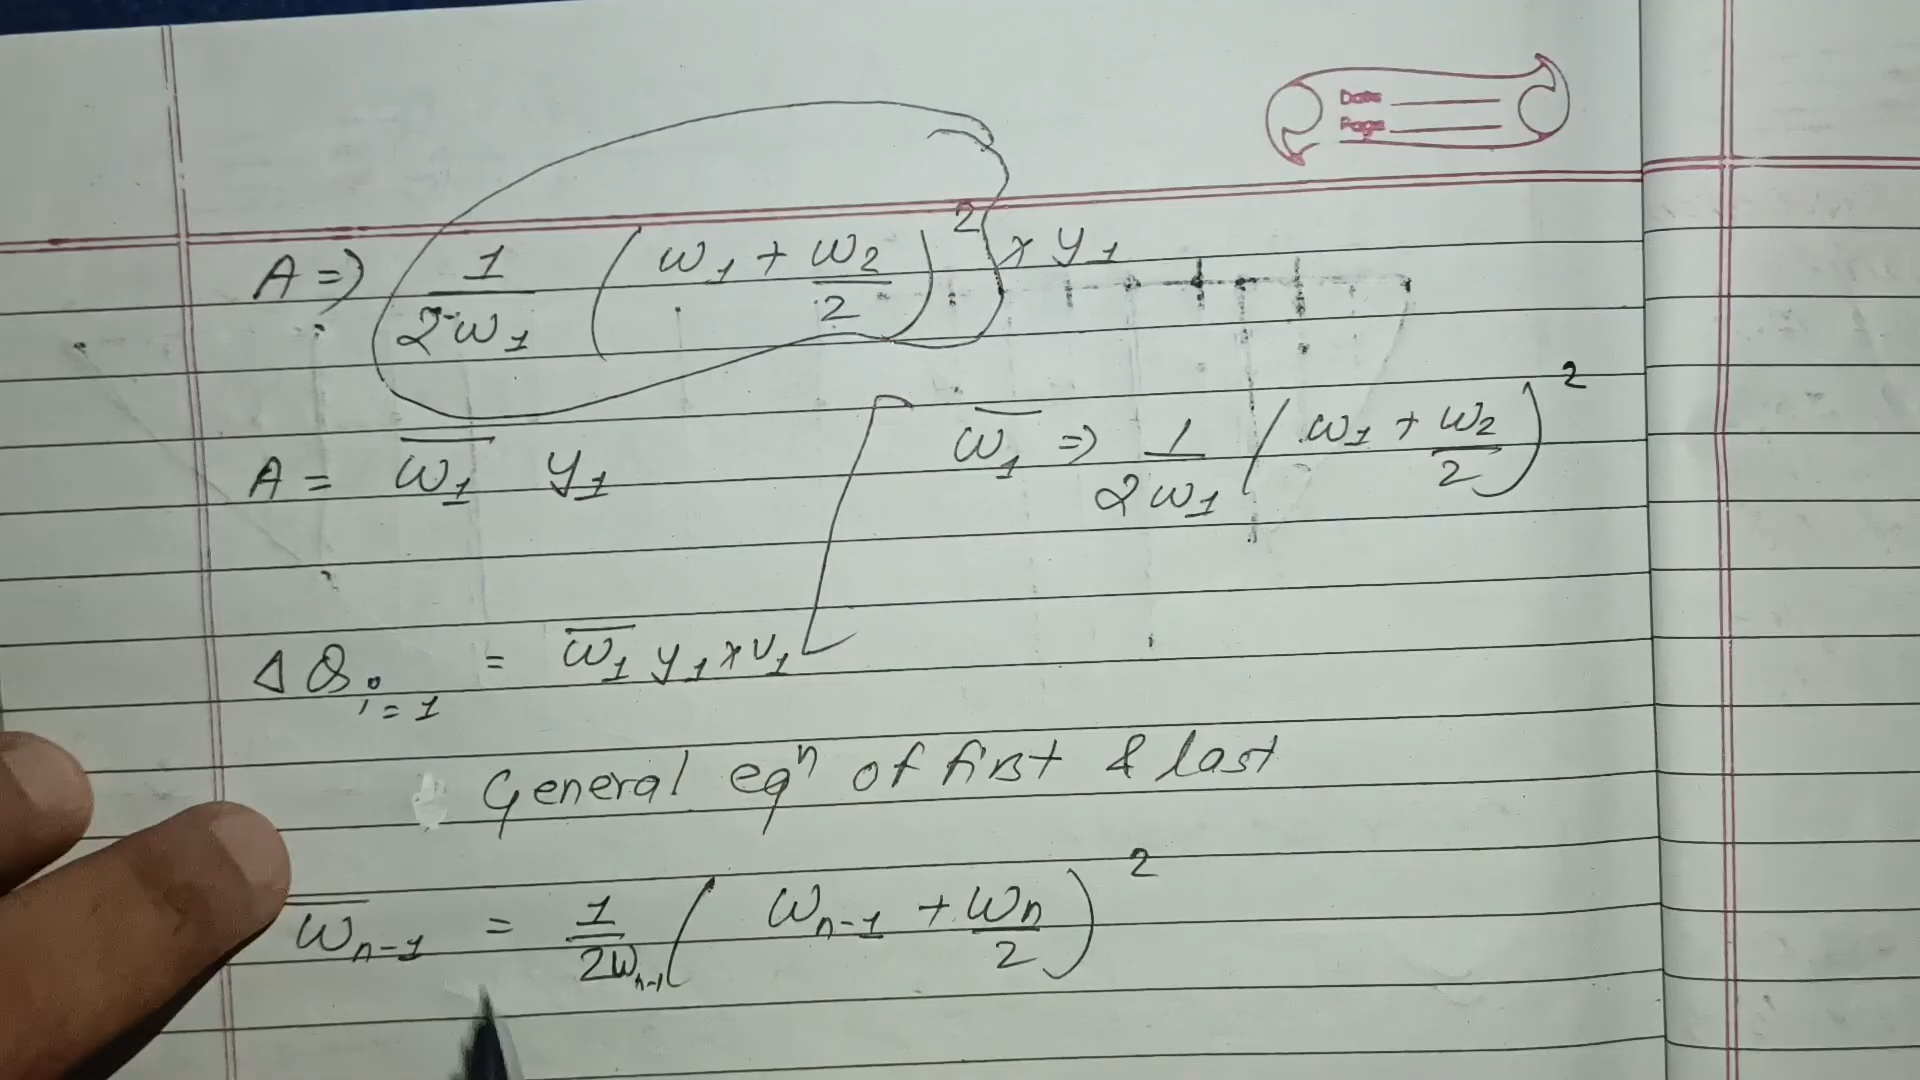 Date
Page
A ⇒ 1/2w₁ (w₁ + w₂/2)² × y₁
w̅₁ ⇒ 1/2w₁ (w₁ + w₂/2)²
A = w̅₁ y₁
ΔQᵢ₌₁ = w̅₁ y₁ × v₁
General eqⁿ of first & last
w̅ₙ₋₁ = 1/2wₙ₋₁ (wₙ₋₁ + wₙ/2)²